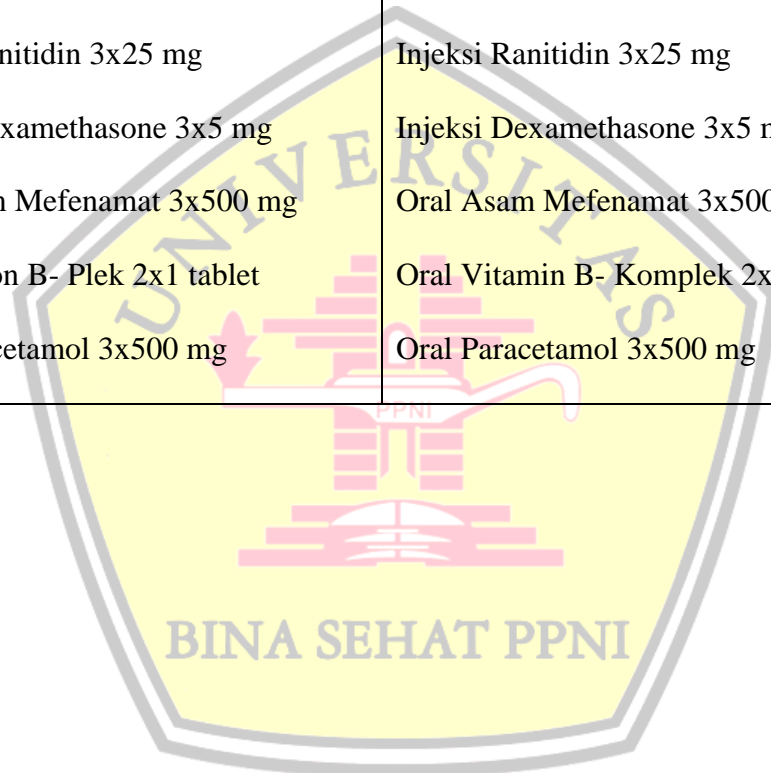 nitidin 3x25 mg Injeksi Ranitidin 3x25 mg
xamethasone 3x5 mg Injeksi Dexamethasone 3x5 m
Mefenamat 3x500 mg Oral Asam Mefenamat 3x500
on B- Plek 2x1 tablet Oral Vitamin B- Komplek 2x
cetamol 3x500 mg Oral Paracetamol 3x500 mg
UNIVERSITAS
PPNI
BINA SEHAT PPNI